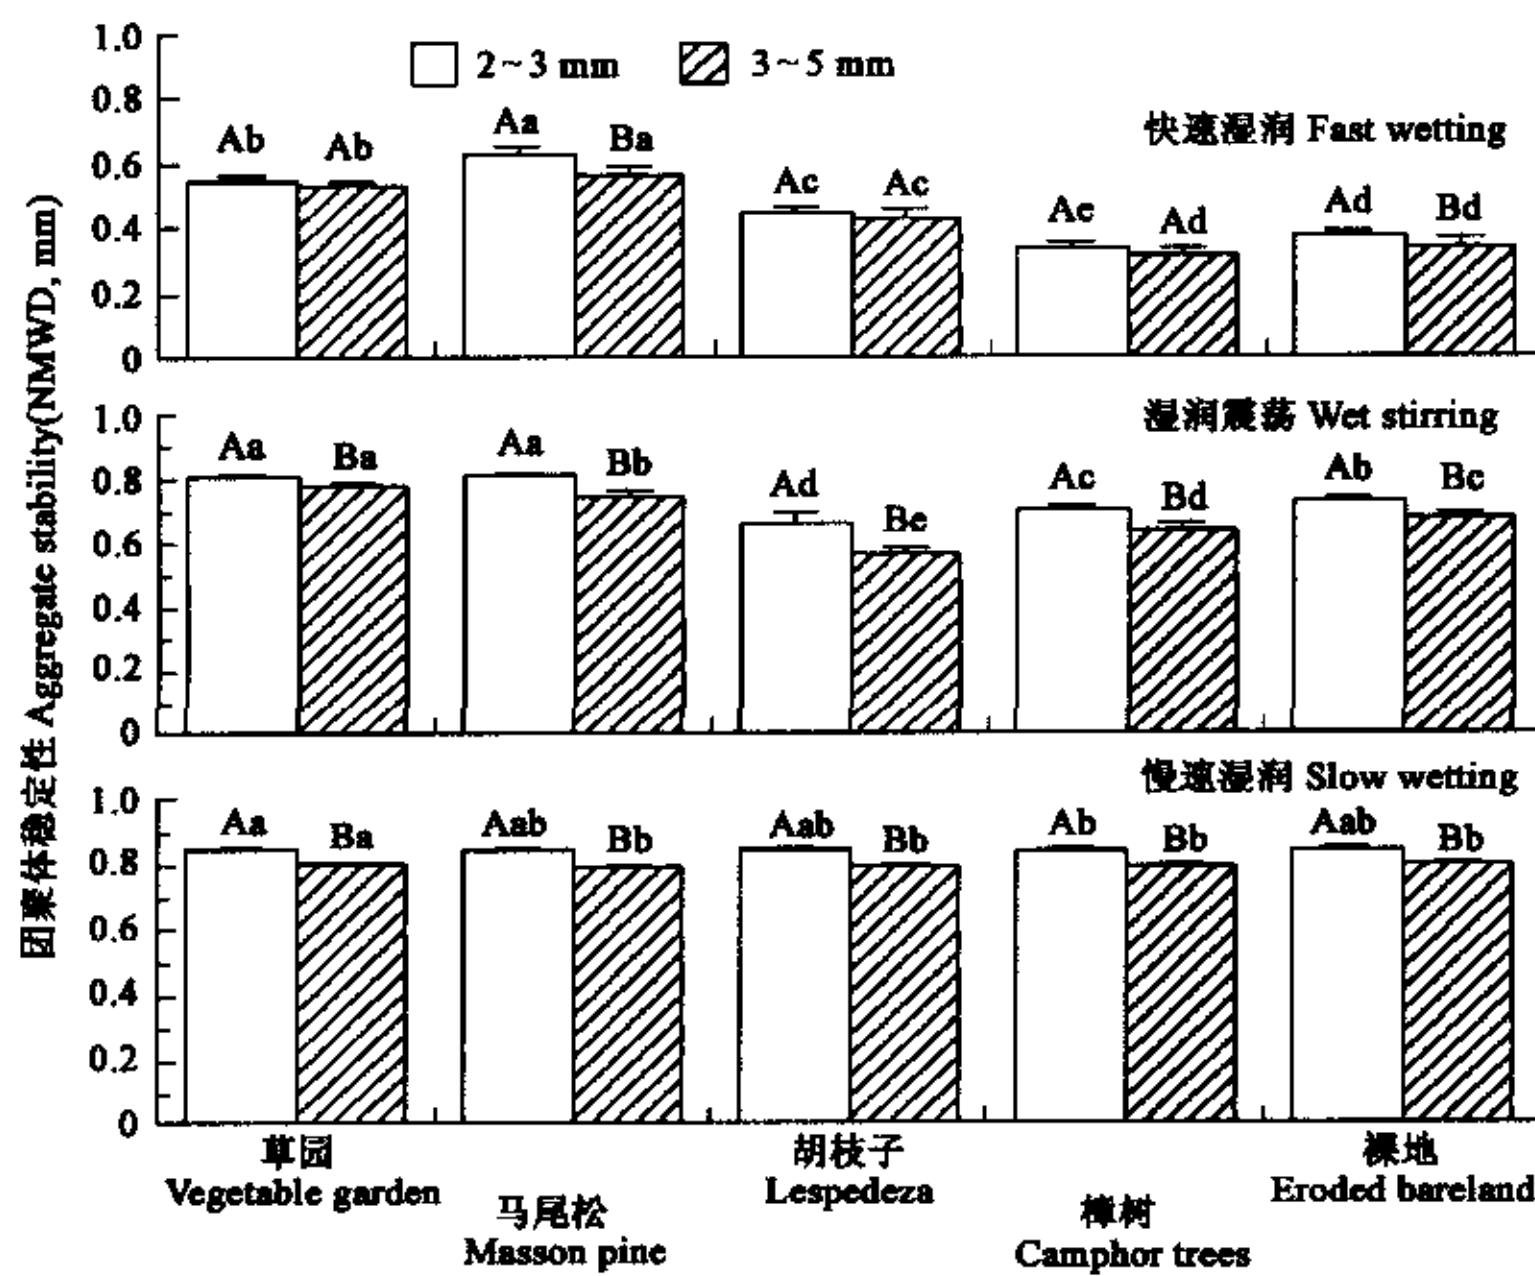 团聚体稳定性 Aggregate stability(NMWD, mm)
2~3 mm 3~5 mm
快速湿润 Fast wetting
1.0
0.8
0.6
0.4
0.2
0
Ab Ab Aa Ba Ac Ac Ae Ad Ad Bd
湿润震荡 Wet stirring
1.0
0.8
0.6
0.4
0.2
0
Aa Ba Aa Bb Ad Be Ac Bd Ab Bc
慢速湿润 Slow wetting
1.0
0.8
0.6
0.4
0.2
0
Aa Ba Aab Bb Aab Bb Ab Bb Aab Bb
草园
Vegetable garden
马尾松
Masson pine
胡枝子
Lespedeza
樟树
Camphor trees
裸地
Eroded bareland